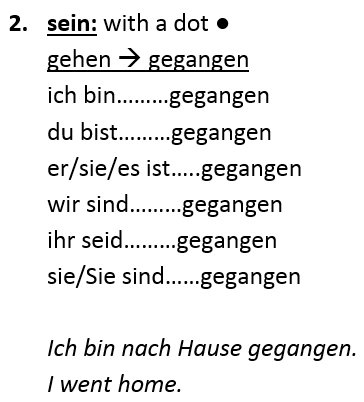 2. sein: with a dot ●
gehen → gegangen
ich bin.........gegangen
du bist.........gegangen
er/sie/es ist.....gegangen
wir sind.........gegangen
ihr seid.........gegangen
sie/Sie sind......gegangen
Ich bin nach Hause gegangen.
I went home.